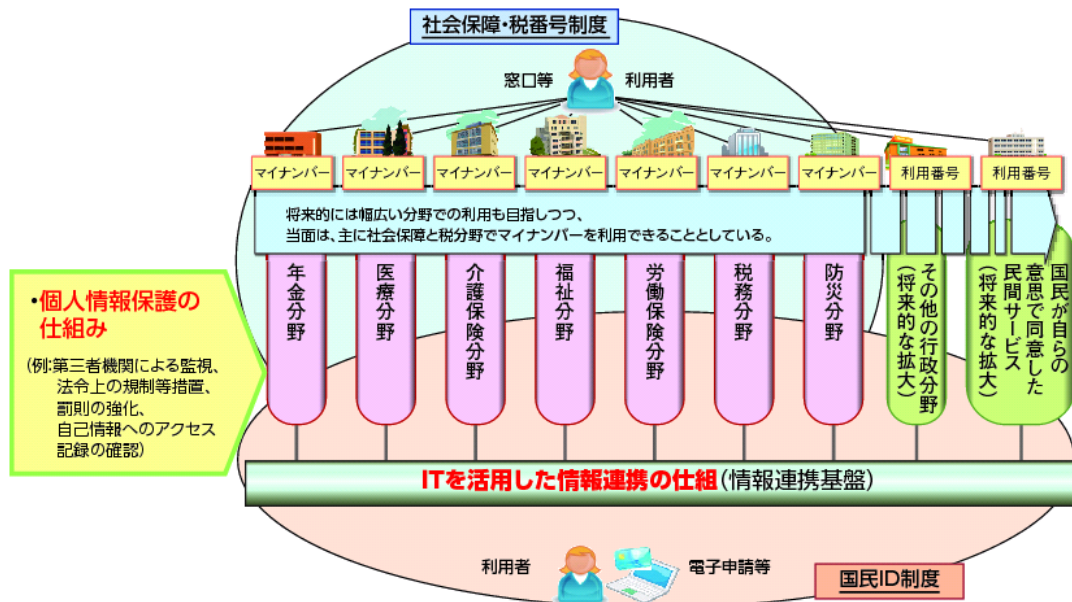 社会保障・税番号制度
窓口等
利用者
マイナンバー
マイナンバー
マイナンバー
マイナンバー
マイナンバー
マイナンバー
マイナンバー
利用番号
利用番号
将来的には幅広い分野での利用も目指しつつ、
当面は、主に社会保障と税分野でマイナンバーを利用できることとしている。
年金分野
医療分野
介護保険分野
福祉分野
労働保険分野
税務分野
防災分野
その他の行政分野
(将来的な拡大)
国民が自らの
意思で同意した
民間サービス
(将来的な拡大)
・個人情報保護の
仕組み
(例:第三者機関による監視、
法令上の規制等措置、
罰則の強化、
自己情報へのアクセス
記録の確認)
ITを活用した情報連携の仕組(情報連携基盤)
利用者
電子申請等
国民ID制度